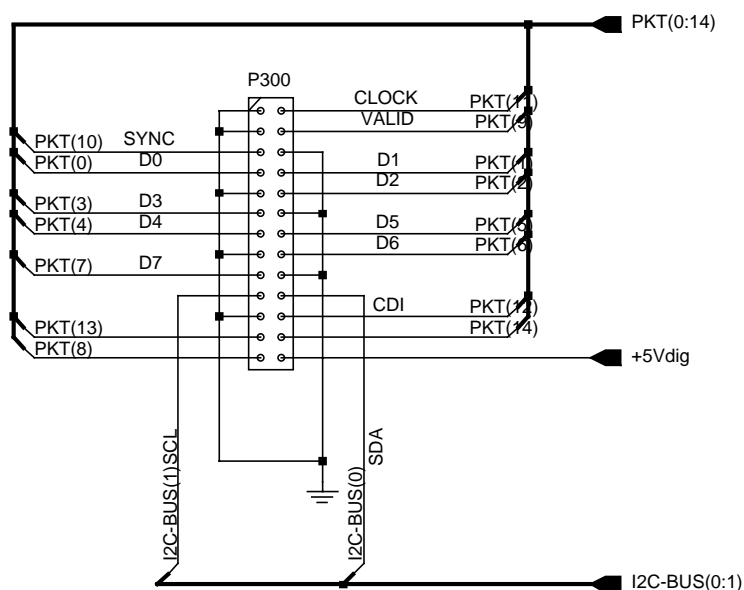 PKT(0:14)
P300
CLOCK PKT(11)
VALID PKT(9)
PKT(10) SYNC
PKT(0) D0 D1 PKT(1)
D2 PKT(2)
PKT(3) D3
PKT(4) D4 D5 PKT(5)
D6 PKT(6)
PKT(7) D7
CDI PKT(12)
PKT(13) PKT(14)
PKT(8) +5Vdig
I2C-BUS(1) SCL
I2C-BUS(0) SDA
I2C-BUS(0:1)